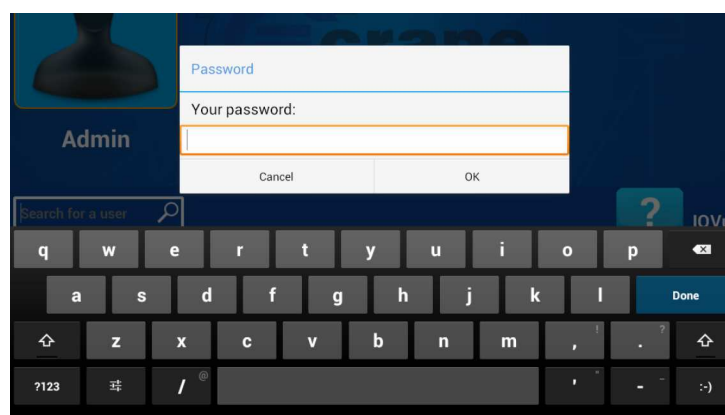 Password
Your password:
Admin
Cancel OK
Search for a user
?
q w e r t y u i o p
a s d f g h j k l Done
z x c v b n m , ! . ?
?123 / @ ' " - _ :-)